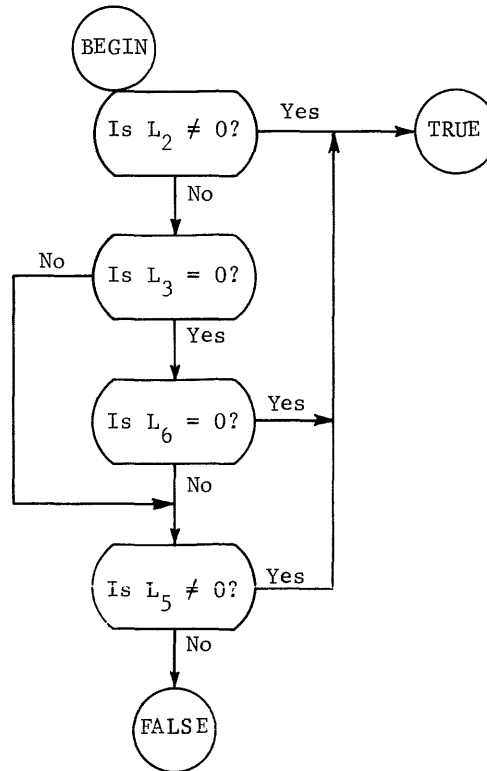 BEGIN
Yes
Is L₂ ≠ 0?
TRUE
No
No
Is L₃ = 0?
Yes
Yes
Is L₆ = 0?
No
Yes
Is L₅ ≠ 0?
No
FALSE